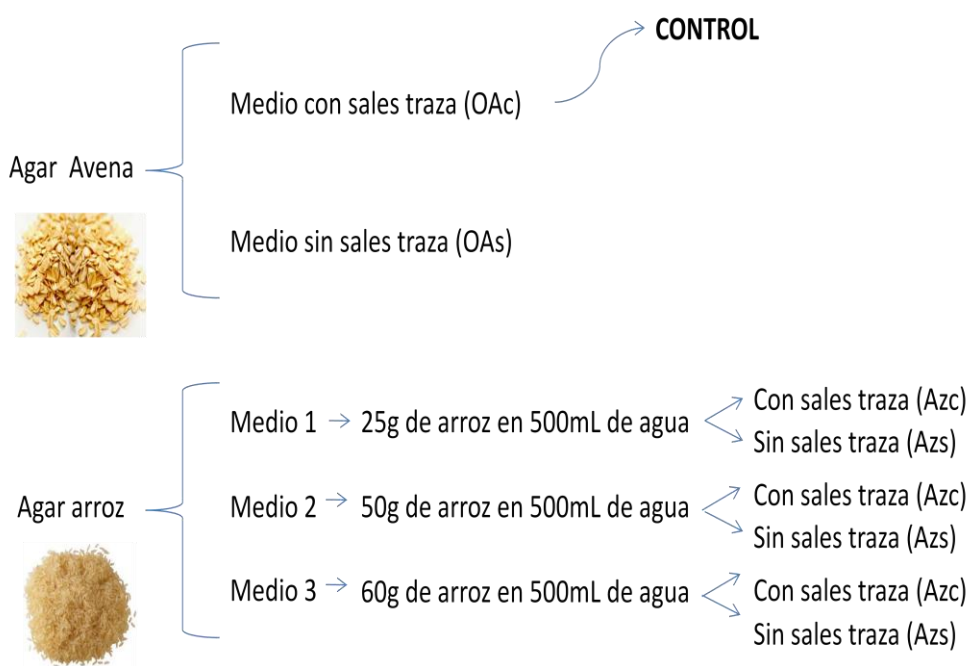 CONTROL
Medio con sales traza (OAc)
Agar Avena
Medio sin sales traza (OAs)
Con sales traza (Azc)
Medio 1 → 25g de arroz en 500mL de agua
Sin sales traza (Azs)
Con sales traza (Azc)
Agar arroz
Medio 2 → 50g de arroz en 500mL de agua
Sin sales traza (Azs)
Con sales traza (Azc)
Medio 3 → 60g de arroz en 500mL de agua
Sin sales traza (Azs)